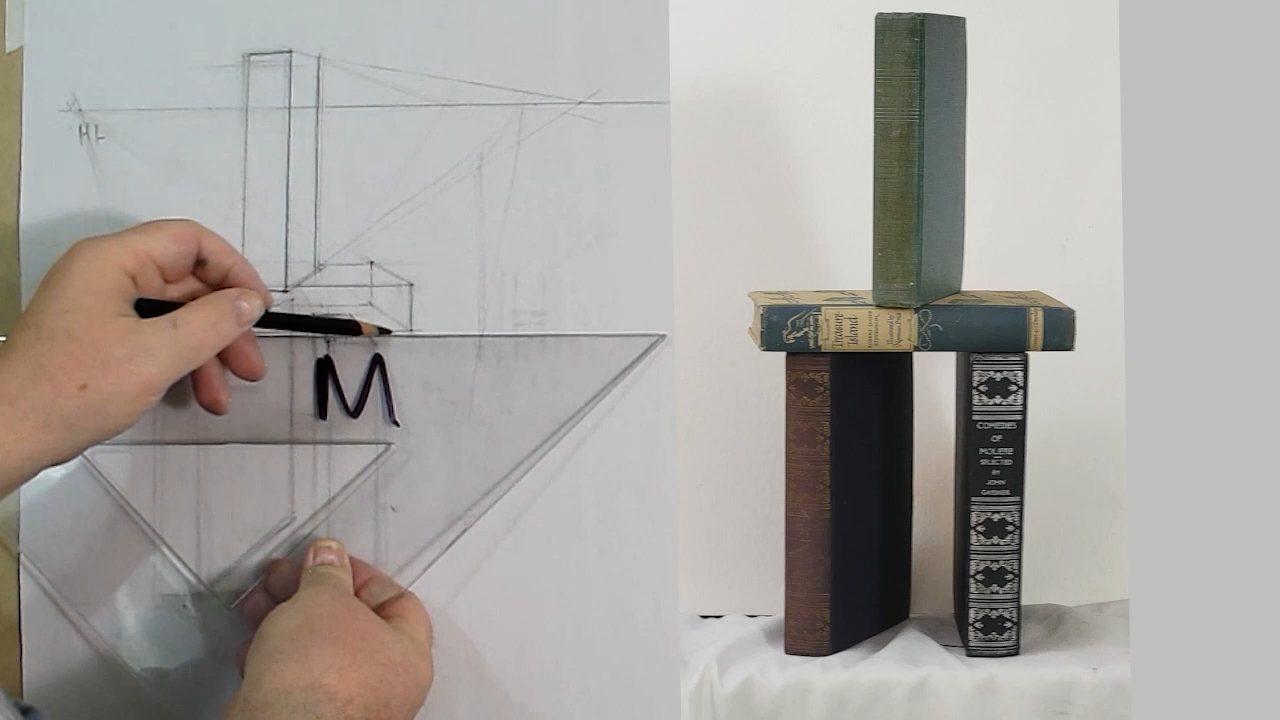 HL
M
Treasure
Island
COMEDIES
OF
MOLIERE
SELECTED
BY
JOHN
GASSNER